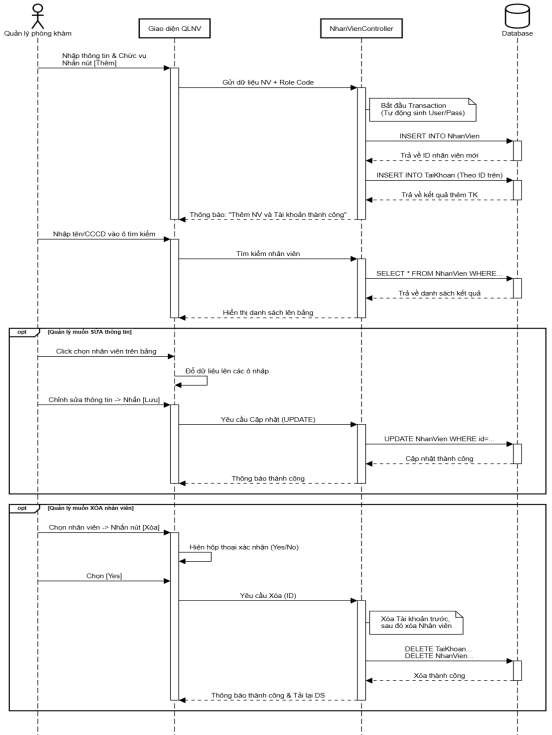 Quản lý phòng khám
Giao diện QLNV
NhanVienController
Database
Nhập thông tin & Chức vụ
Nhấn nút [Thêm]
Gửi dữ liệu NV + Role Code
Bắt đầu Transaction
(Tự động sinh User/Pass)
INSERT INTO NhanVien
Trả về ID nhân viên mới
INSERT INTO TaiKhoan (Theo ID trên)
Trả về kết quả thêm TK
Thông báo: "Thêm NV và Tài khoản thành công"
Nhập tên/CCCD vào ô tìm kiếm
Tìm kiếm nhân viên
SELECT * FROM NhanVien WHERE...
Trả về danh sách kết quả
Hiển thị danh sách lên bảng
opt [Quản lý muốn SỬA thông tin]
Click chọn nhân viên trên bảng
Đổ dữ liệu lên các ô nhập
Chỉnh sửa thông tin -> Nhấn [Lưu]
Yêu cầu Cập nhật (UPDATE)
UPDATE NhanVien WHERE id=...
Cập nhật thành công
Thông báo thành công
opt [Quản lý muốn XÓA nhân viên]
Chọn nhân viên -> Nhấn nút [Xóa]
Hiện hộp thoại xác nhận (Yes/No)
Chọn [Yes]
Yêu cầu Xóa (ID)
Xóa Tài khoản trước,
sau đó xóa Nhân viên
DELETE TaiKhoan...
DELETE NhanVien...
Xóa thành công
Thông báo thành công & Tải lại DS